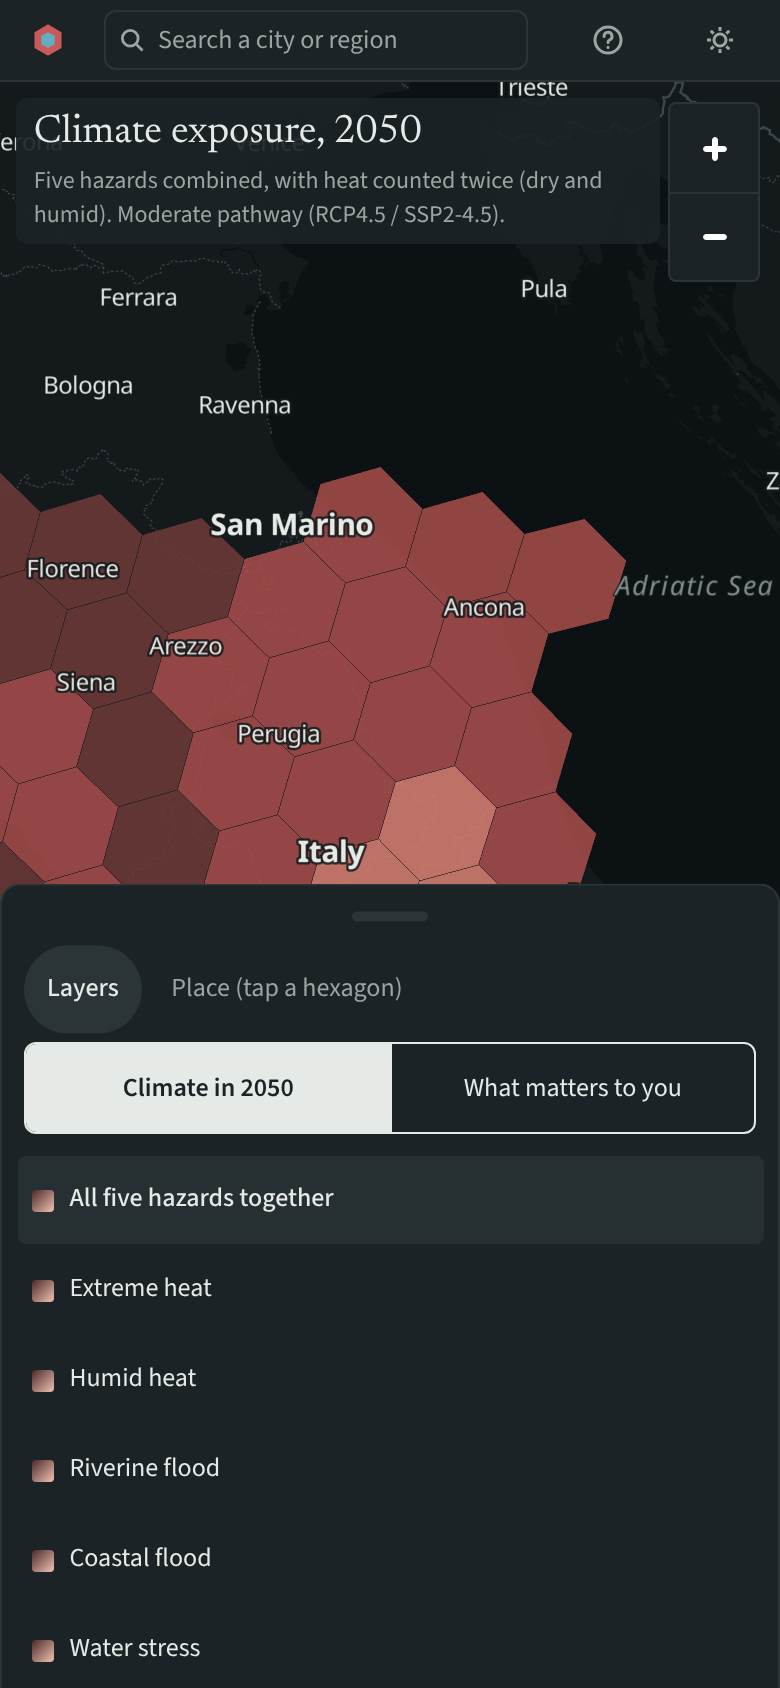 Search a city or region
Trieste
Climate exposure, 2050
Five hazards combined, with heat counted twice (dry and
humid). Moderate pathway (RCP4.5 / SSP2-4.5).
+
−
Ferrara
Pula
Bologna
Ravenna
Z
San Marino
Florence
Adriatic Sea
Ancona
Arezzo
Siena
Perugia
Italy
Layers
Place (tap a hexagon)
Climate in 2050
What matters to you
All five hazards together
Extreme heat
Humid heat
Riverine flood
Coastal flood
Water stress